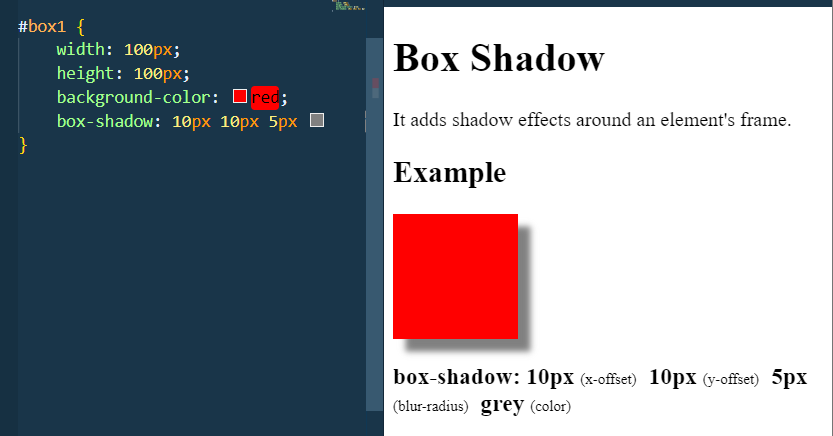 #box1 {
width: 100px;
height: 100px;
background-color: red;
box-shadow: 10px 10px 5px
}
Box Shadow
It adds shadow effects around an element's frame.
Example
box-shadow: 10px (x-offset) 10px (y-offset) 5px
(blur-radius) grey (color)